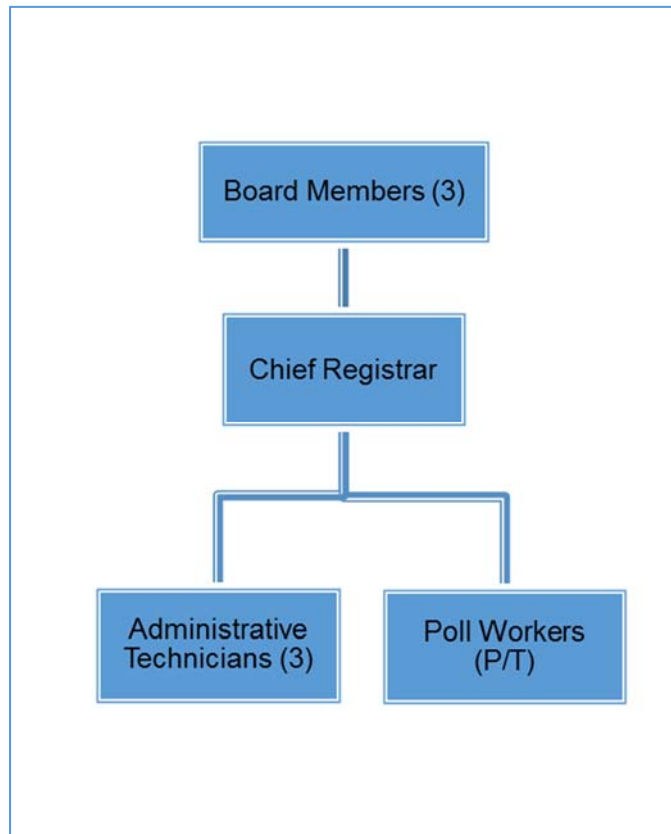 Board Members (3)
Chief Registrar
Administrative
Technicians (3)
Poll Workers
(P/T)